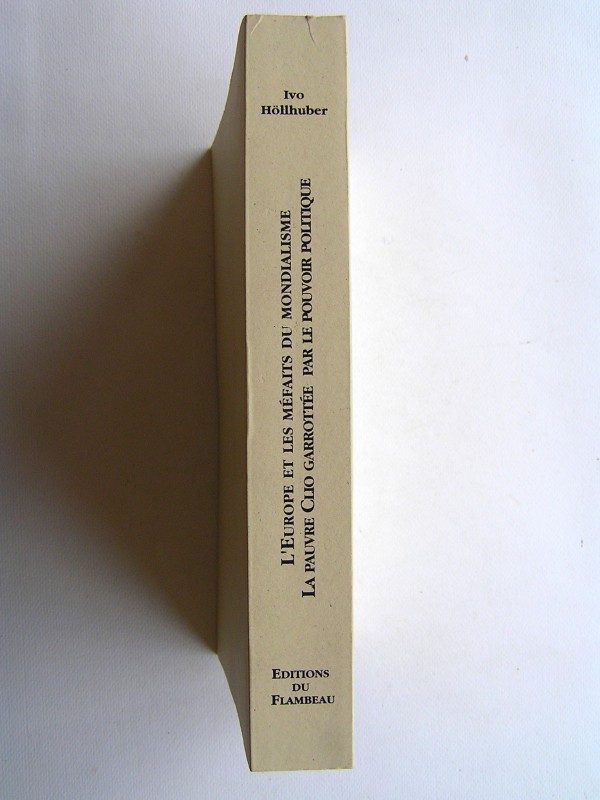 Ivo
Höllhuber
L'Europe et les méfaits du mondialisme
La pauvre Clio garrottée par le pouvoir politique
Editions
du
Flambeau